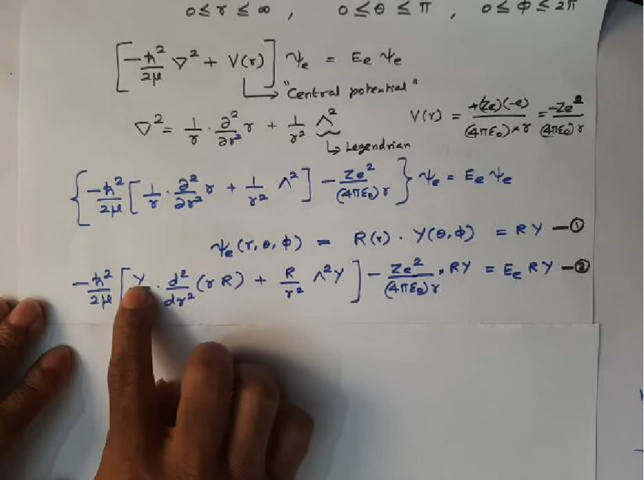 0 ≤ r ≤ ∞ , 0 ≤ θ ≤ π , 0 ≤ ϕ ≤ 2π
[-ħ²/2μ ∇² + V(r)] ψe = Ee ψe
↳ "Central potential"
∇² = 1/r · ∂²/∂r² r + 1/r² Λ²
V(r) = +(Ze)(-e)/(4πε₀)×r = -Ze²/(4πε₀)r
↳ Legendrian
{-ħ²/2μ [1/r · ∂²/∂r² r + 1/r² Λ²] - Ze²/(4πε₀)r} ψe = Ee ψe
ψe(r,θ,ϕ) = R(r) · Y(θ,ϕ) = RY —①
-ħ²/2μ [Y · d²/dr² (rR) + R/r² Λ²Y] - Ze²/(4πε₀)r · RY = Ee RY —②